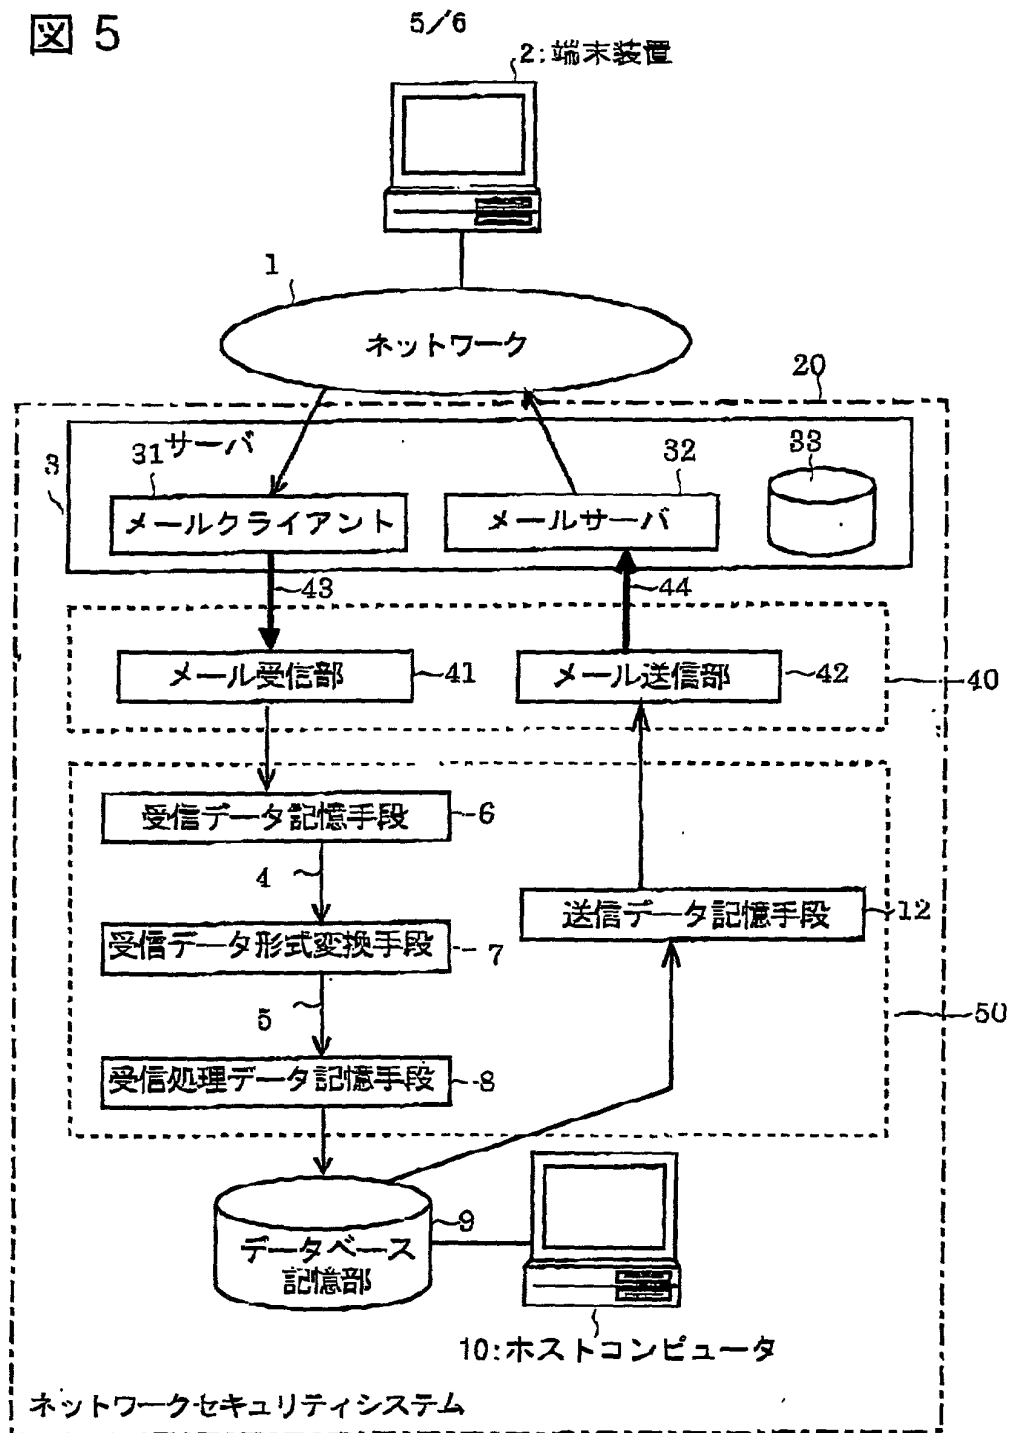 図 5
5/6
2:端末装置
1
ネットワーク
20
3
サーバ
31
32
33
メールクライアント
メールサーバ
43
44
メール受信部
41
メール送信部
42
40
受信データ記憶手段
6
4
送信データ記憶手段
12
受信データ形式変換手段
7
5
50
受信処理データ記憶手段
8
9
データベース
記憶部
10:ホストコンピュータ
ネットワークセキュリティシステム